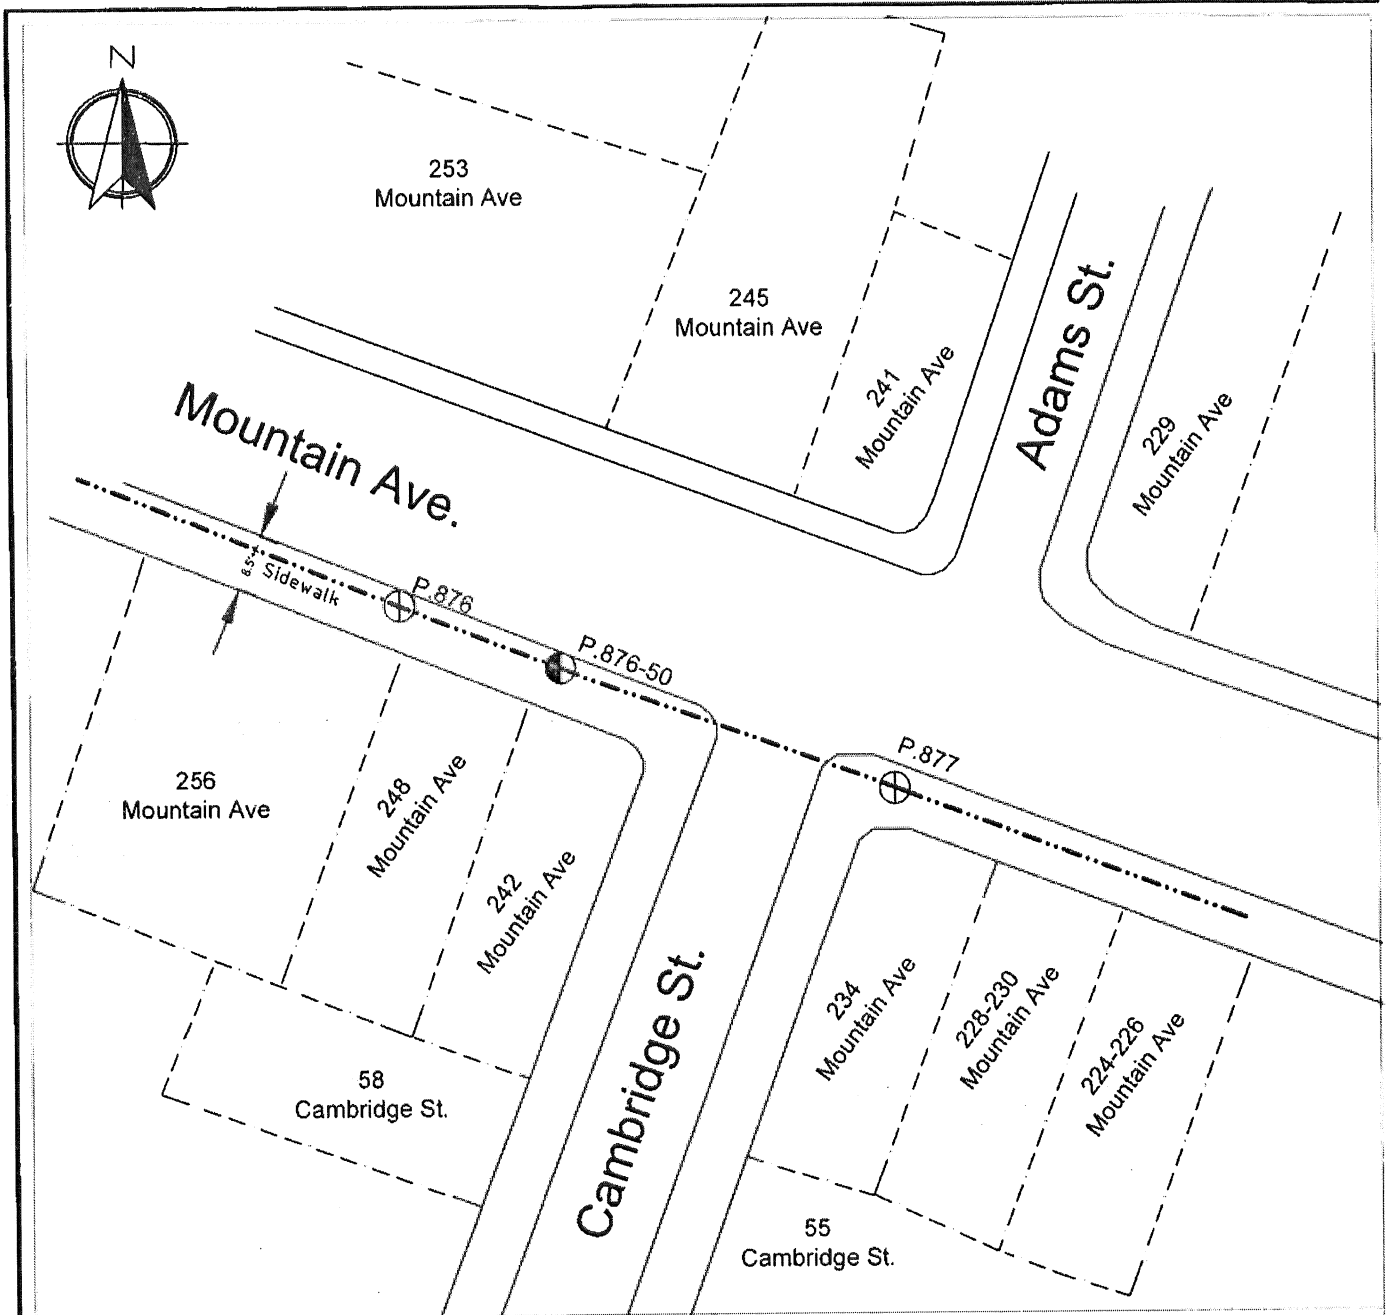 N
253
Mountain Ave
245
Mountain Ave
241
Mountain Ave
Adams St.
229
Mountain Ave
Mountain Ave.
8.5'±
Sidewalk
P.876
P.876-50
P.877
256
Mountain Ave
248
Mountain Ave
242
Mountain Ave
58
Cambridge St.
Cambridge St.
234
Mountain Ave
228-230
Mountain Ave
224-226
Mountain Ave
55
Cambridge St.